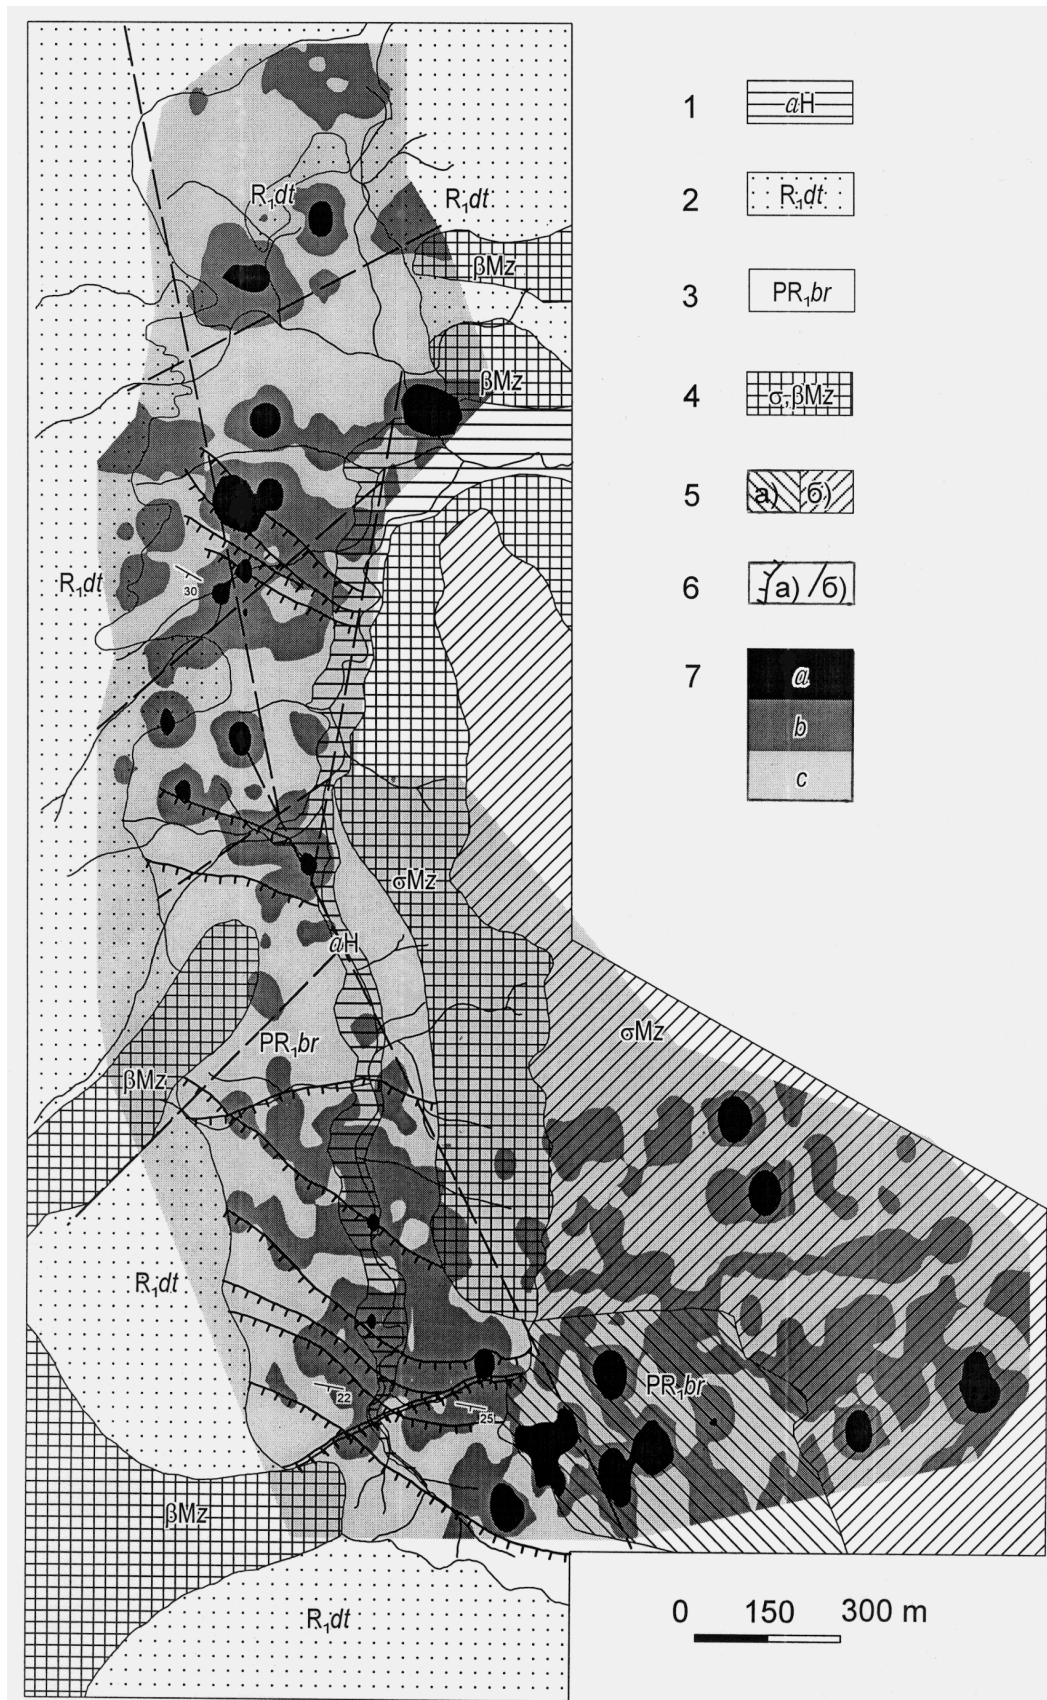 1 aH
2 R₁dt
3 PR₁br
4 σ,βMz
5 а) б)
6 а) б)
7 a
b
c
R₁dt
R₁dt
βMz
βMz
R₁dt
30
σMz
aH
σMz
PR₁br
βMz
R₁dt
PR₁br
22
25
βMz
R₁dt
0 150 300 m